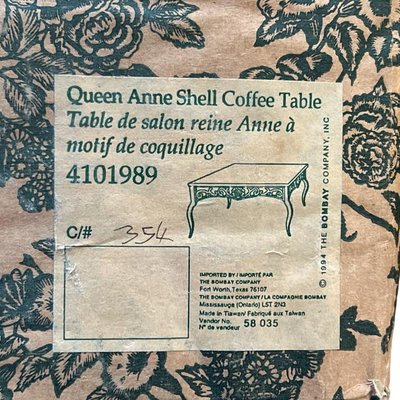 Queen Anne Shell Coffee Table
Table de salon reine Anne à
motif de coquillage
4101989
C/# 354
© 1994 THE BOMBAY COMPANY, INC.
IMPORTED BY / IMPORTÉ PAR
THE BOMBAY COMPANY
Fort Worth, Texas 76107
THE BOMBAY COMPANY/LA COMPAGNIE BOMBAY
Mississauga (Ontario) L5T 2N3
Made in Tiawan/ Fabriqué aux Taiwan
Vendor No.
N° de vendeur 58 035